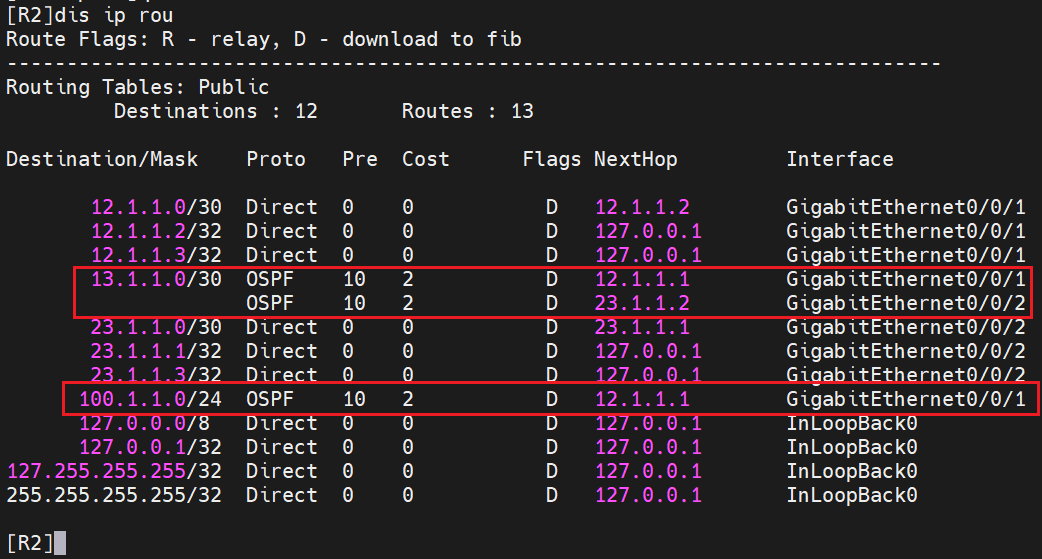 [R2]dis ip rou
Route Flags: R - relay, D - download to fib
------------------------------------------------------------------------------
Routing Tables: Public
         Destinations : 12       Routes : 13

Destination/Mask    Proto   Pre  Cost      Flags NextHop         Interface

       12.1.1.0/30  Direct  0    0           D   12.1.1.2        GigabitEthernet0/0/1
       12.1.1.2/32  Direct  0    0           D   127.0.0.1       GigabitEthernet0/0/1
       12.1.1.3/32  Direct  0    0           D   127.0.0.1       GigabitEthernet0/0/1
       13.1.1.0/30  OSPF    10   2           D   12.1.1.1        GigabitEthernet0/0/1
                    OSPF    10   2           D   23.1.1.2        GigabitEthernet0/0/2
       23.1.1.0/30  Direct  0    0           D   23.1.1.1        GigabitEthernet0/0/2
       23.1.1.1/32  Direct  0    0           D   127.0.0.1       GigabitEthernet0/0/2
       23.1.1.3/32  Direct  0    0           D   127.0.0.1       GigabitEthernet0/0/2
      100.1.1.0/24  OSPF    10   2           D   12.1.1.1        GigabitEthernet0/0/1
      127.0.0.0/8   Direct  0    0           D   127.0.0.1       InLoopBack0
      127.0.0.1/32  Direct  0    0           D   127.0.0.1       InLoopBack0
127.255.255.255/32  Direct  0    0           D   127.0.0.1       InLoopBack0
255.255.255.255/32  Direct  0    0           D   127.0.0.1       InLoopBack0

[R2]